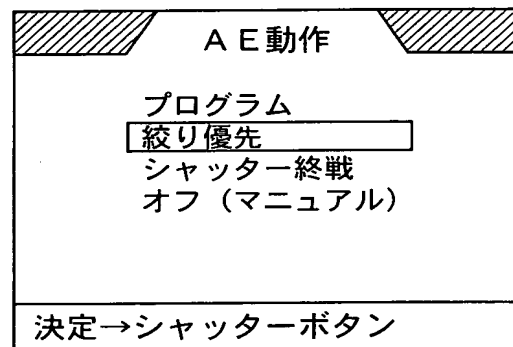 AE動作
プログラム
絞り優先
シャッター終戦
オフ（マニュアル）
決定→シャッターボタン